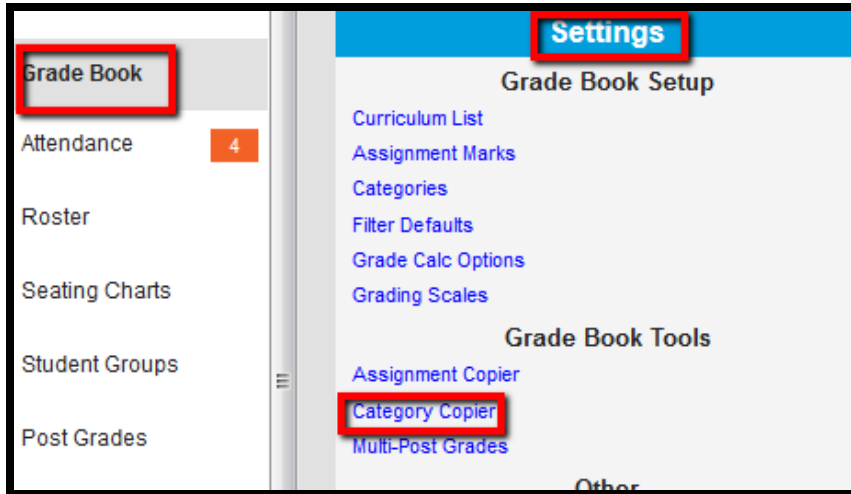 Grade Book
Attendance 4
Roster
Seating Charts
Student Groups
Post Grades
Settings
Grade Book Setup
Curriculum List
Assignment Marks
Categories
Filter Defaults
Grade Calc Options
Grading Scales
Grade Book Tools
Assignment Copier
Category Copier
Multi-Post Grades
Other